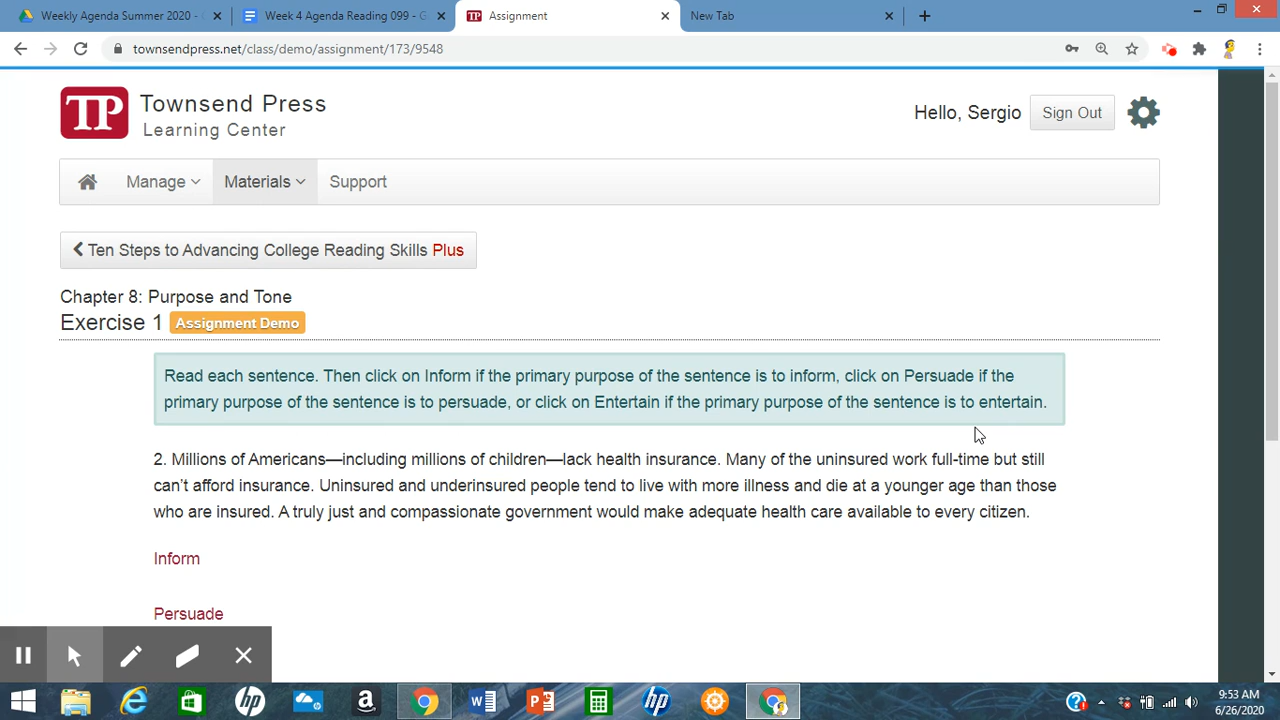 Weekly Agenda Summer 2020 -
Week 4 Agenda Reading 099 - G
TP Assignment
New Tab
townsendpress.net/class/demo/assignment/173/9548
TP
Townsend Press
Learning Center
Hello, Sergio
Sign Out
Manage
Materials
Support
Ten Steps to Advancing College Reading Skills Plus
Chapter 8: Purpose and Tone
Exercise 1 Assignment Demo
Read each sentence. Then click on Inform if the primary purpose of the sentence is to inform, click on Persuade if the
primary purpose of the sentence is to persuade, or click on Entertain if the primary purpose of the sentence is to entertain.
2. Millions of Americans—including millions of children—lack health insurance. Many of the uninsured work full-time but still
can't afford insurance. Uninsured and underinsured people tend to live with more illness and die at a younger age than those
who are insured. A truly just and compassionate government would make adequate health care available to every citizen.
Inform
Persuade
9:53 AM
6/26/2020